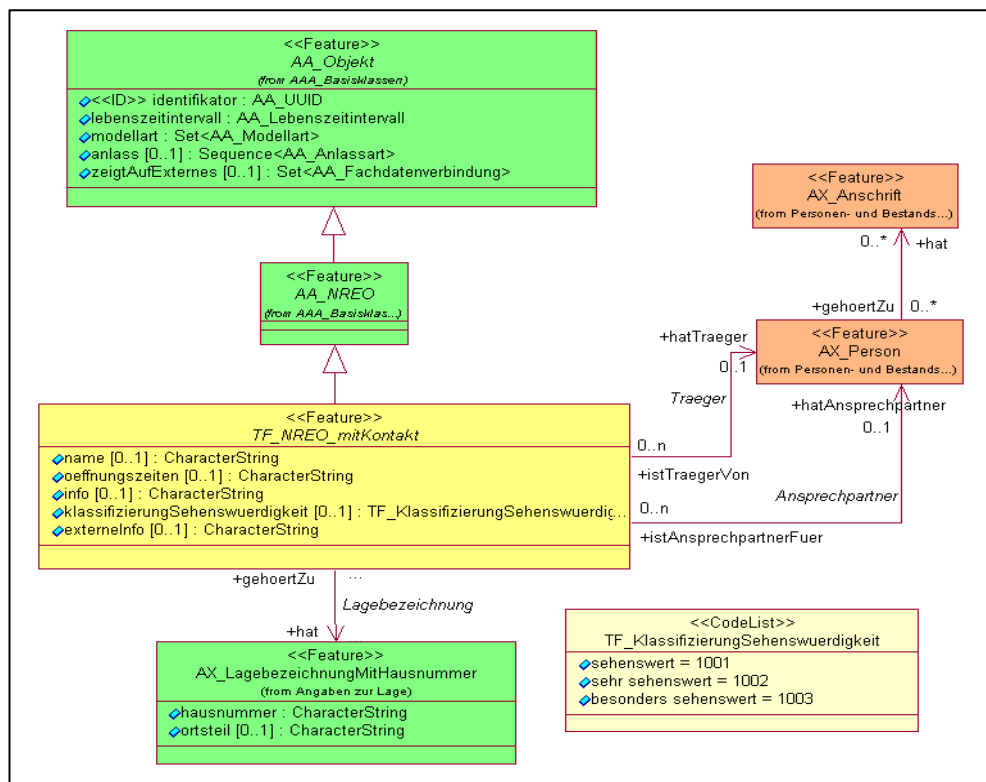 <<Feature>>
AA_Objekt
(from AAA_Basisklassen)
<<ID>> identifikator : AA_UUID
lebenszeitintervall : AA_Lebenszeitintervall
modellart : Set<AA_Modellart>
anlass [0..1] : Sequence<AA_Anlassart>
zeigtAufExternes [0..1] : Set<AA_Fachdatenverbindung>
<<Feature>>
AX_Anschrift
(from Personen- und Bestands...)
0..*
+hat
<<Feature>>
AA_NREO
(from AAA_Basisklas...)
+gehoertZu
0..*
<<Feature>>
AX_Person
(from Personen- und Bestands...)
+hatTraeger
0..1
Traeger
+hatAnsprechpartner
0..1
<<Feature>>
TF_NREO_mitKontakt
name [0..1] : CharacterString
oeffnungszeiten [0..1] : CharacterString
info [0..1] : CharacterString
klassifizierungSehenswuerdigkeit [0..1] : TF_KlassifizierungSehenswuerdig...
externeInfo [0..1] : CharacterString
0..n
+istTraegerVon
Ansprechpartner
0..n
+istAnsprechpartnerFuer
+gehoertZu
...
Lagebezeichnung
+hat
<<Feature>>
AX_LagebezeichnungMitHausnummer
(from Angaben zur Lage)
hausnummer : CharacterString
ortsteil [0..1] : CharacterString
<<CodeList>>
TF_KlassifizierungSehenswuerdigkeit
sehenswert = 1001
sehr sehenswert = 1002
besonders sehenswert = 1003